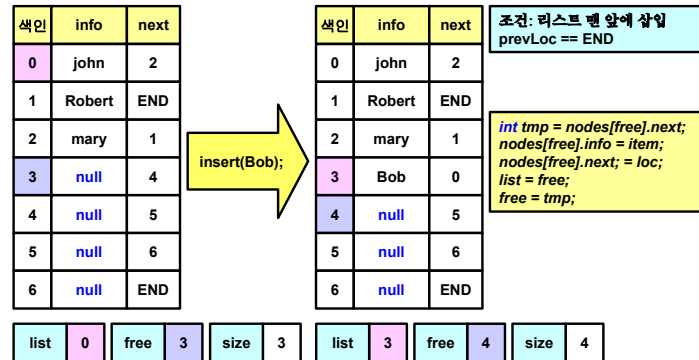 색인 info next
0 john 2
1 Robert END
2 mary 1
3 null 4
4 null 5
5 null 6
6 null END
list 0 free 3 size 3
insert(Bob);
색인 info next
0 john 2
1 Robert END
2 mary 1
3 Bob 0
4 null 5
5 null 6
6 null END
list 3 free 4 size 4
조건: 리스트 맨 앞에 삽입
prevLoc == END
int tmp = nodes[free].next;
nodes[free].info = item;
nodes[free].next; = loc;
list = free;
free = tmp;